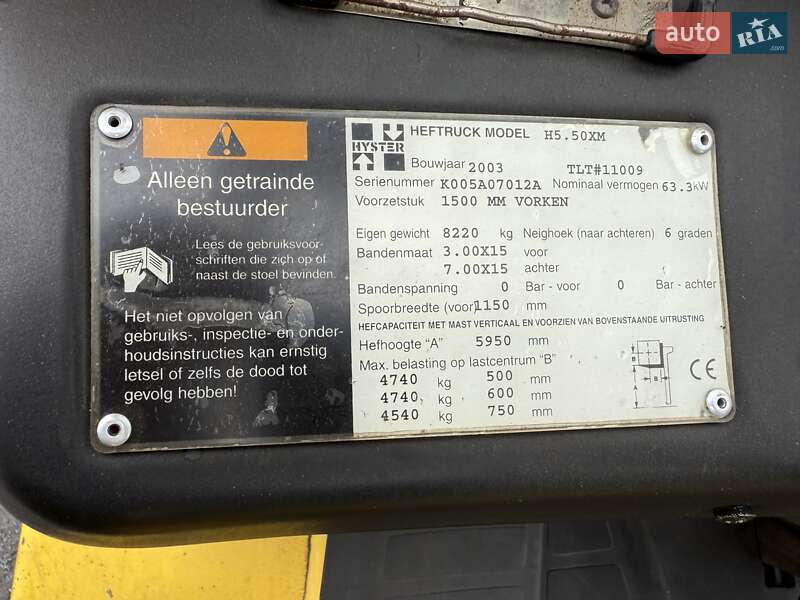 auto RIA .com
Alleen getrainde
bestuurder
Lees de gebruiksvoor-
schriften die zich op of
naast de stoel bevinden.
Het niet opvolgen van
gebruiks-, inspectie- en onder-
houdsinstructies kan ernstig
letsel of zelfs de dood tot
gevolg hebben!
HYSTER
HEFTRUCK MODEL H5.50XM
Bouwjaar 2003 TLT#11009
Serienummer K005A07012A Nominaal vermogen 63.3kW
Voorzetstuk 1500 MM VORKEN
Eigen gewicht 8220 kg Neighoek (naar achteren) 6 graden
Bandenmaat 3.00X15 voor
7.00X15 achter
Bandenspanning 0 Bar - voor 0 Bar - achter
Spoorbreedte (voor) 1150 mm
HEFCAPACITEIT MET MAST VERTICAAL EN VOORZIEN VAN BOVENSTAANDE UITRUSTING
Hefhoogte "A" 5950 mm
Max. belasting op lastcentrum "B"
4740 kg 500 mm
4740 kg 600 mm
4540 kg 750 mm
CE